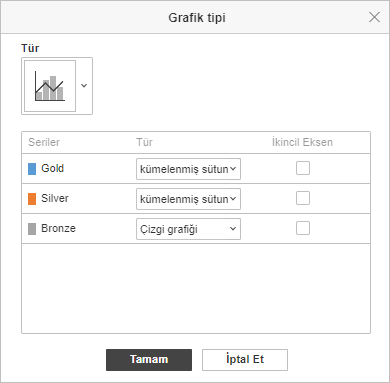 Grafik tipi
Tür
Seriler Tür İkincil Eksen
Gold kümelenmiş sütun
Silver kümelenmiş sütun
Bronze Çizgi grafiği
Tamam İptal Et